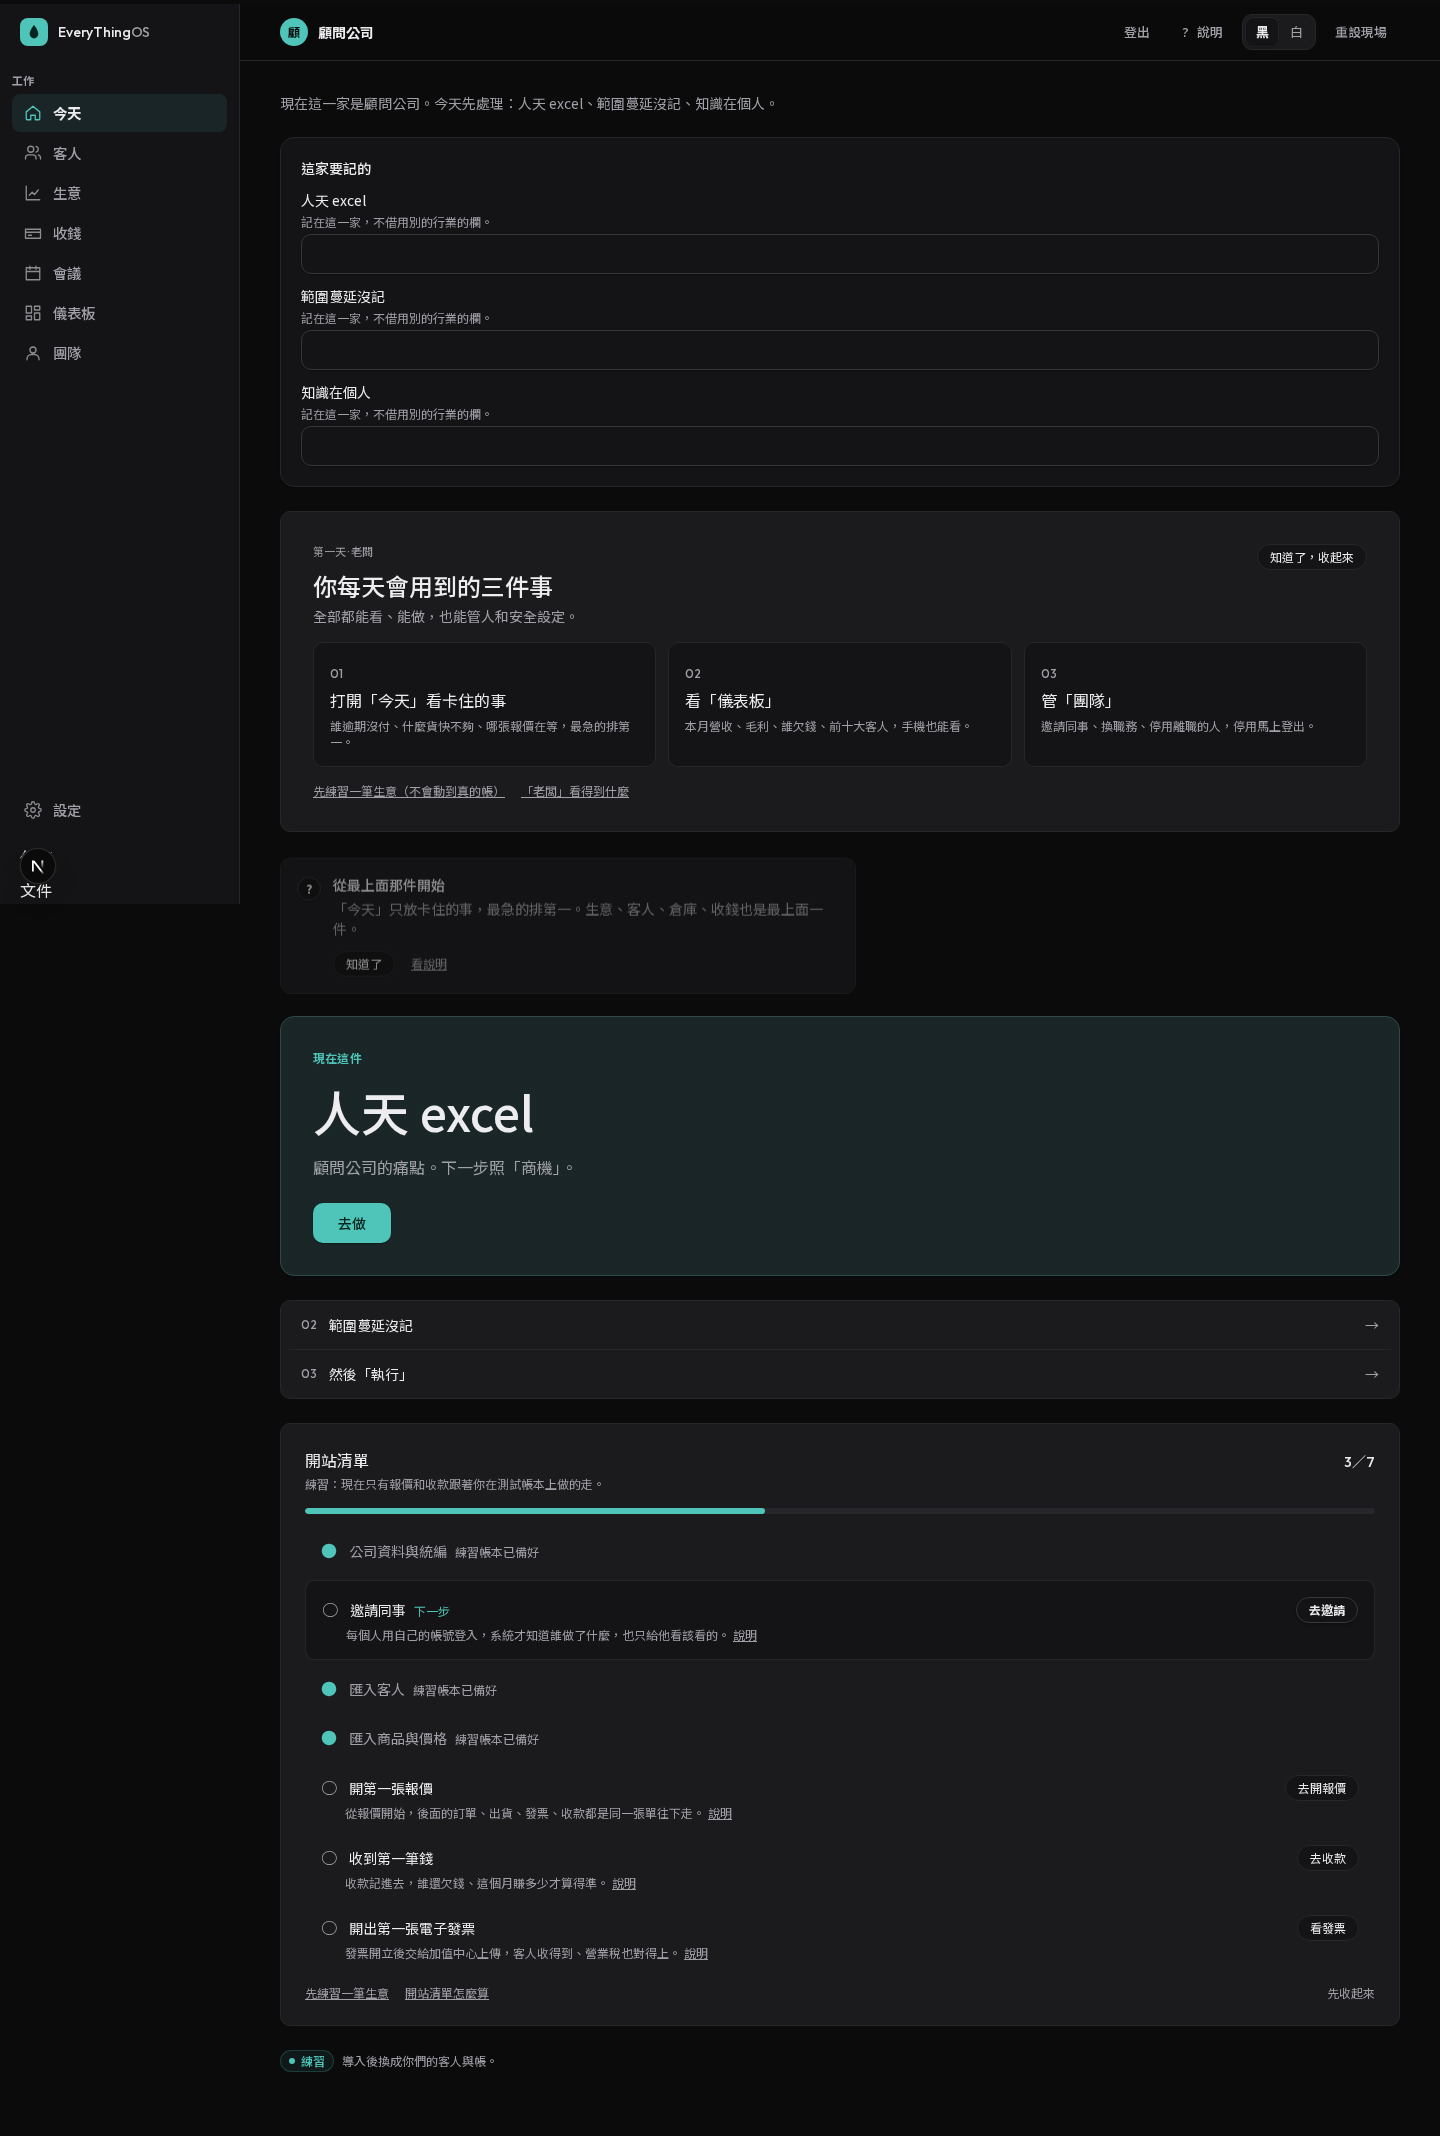 EveryThingOS
工作
今天
客人
生意
收錢
會議
儀表板
團隊
設定
N
文件
顧 顧問公司
登出
? 說明
黑 白
重設現場
現在這一家是顧問公司。今天先處理：人天 excel、範圍蔓延沒記、知識在個人。
這家要記的
人天 excel
記在這一家，不借用別的行業的欄。
範圍蔓延沒記
記在這一家，不借用別的行業的欄。
知識在個人
記在這一家，不借用別的行業的欄。
第一天·老闆
知道了，收起來
你每天會用到的三件事
全部都能看、能做，也能管人和安全設定。
01
打開「今天」看卡住的事
誰逾期沒付、什麼貨快不夠、哪張報價在等，最急的排第
一。
02
看「儀表板」
本月營收、毛利、誰欠錢、前十大客人，手機也能看。
03
管「團隊」
邀請同事、換職務、停用離職的人，停用馬上登出。
先練習一筆生意（不會動到真的帳） 「老闆」看得到什麼
? 從最上面那件開始
「今天」只放卡住的事，最急的排第一。生意、客人、倉庫、收錢也是最上面一
件。
知道了 看說明
現在這件
人天 excel
顧問公司的痛點。下一步照「商機」。
去做
02 範圍蔓延沒記 →
03 然後「執行」 →
開站清單 3／7
練習：現在只有報價和收款跟著你在測試帳本上做的走。
公司資料與統編 練習帳本已備好
邀請同事 下一步 去邀請
每個人用自己的帳號登入，系統才知道誰做了什麼，也只給他看該看的。 說明
匯入客人 練習帳本已備好
匯入商品與價格 練習帳本已備好
開第一張報價 去開報價
從報價開始，後面的訂單、出貨、發票、收款都是同一張單往下走。 說明
收到第一筆錢 去收款
收款記進去，誰還欠錢、這個月賺多少才算得準。 說明
開出第一張電子發票 看發票
發票開立後交給加值中心上傳，客人收得到、營業稅也對得上。 說明
先練習一筆生意 開站清單怎麼算 先收起來
練習 導入後換成你們的客人與帳。